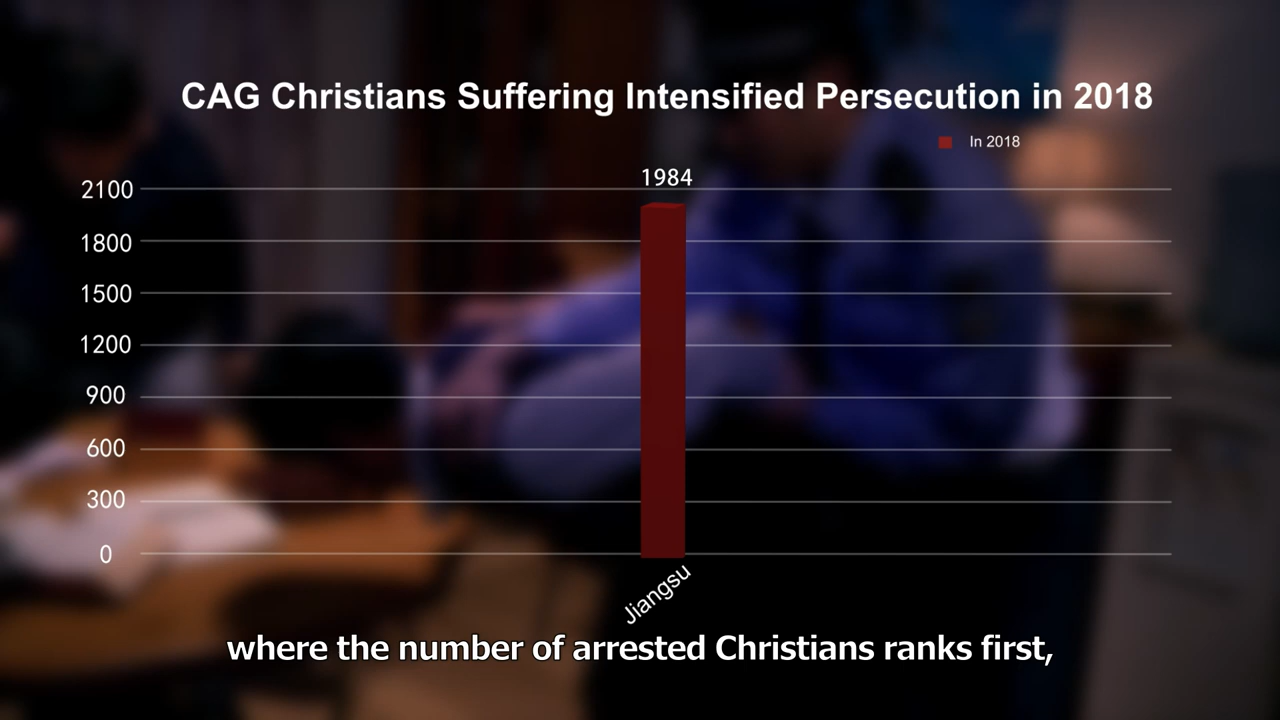 CAG Christians Suffering Intensified Persecution in 2018
In 2018
1984
2100
1800
1500
1200
900
600
300
0
Jiangsu
where the number of arrested Christians ranks first,